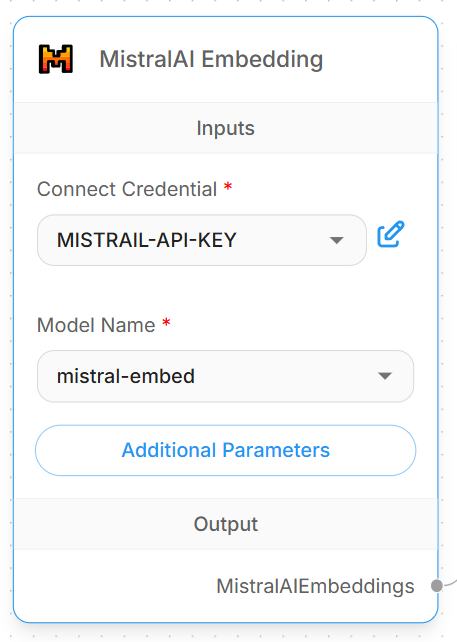 MistralAI Embedding
Inputs
Connect Credential *
MISTRAIL-API-KEY
Model Name *
mistral-embed
Additional Parameters
Output
MistralAIEmbeddings